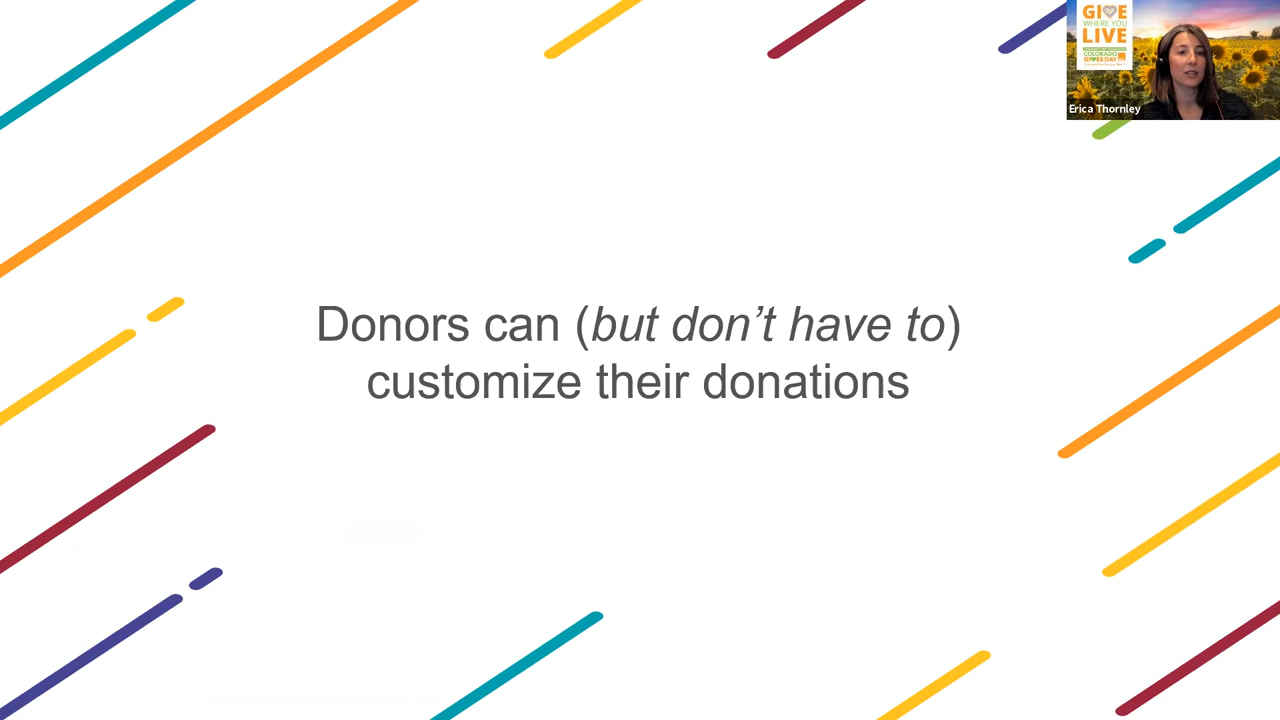 GIVE
WHERE YOU
LIVE
COLORADO
GIVES DAY
Erica Thornley
Donors can (but don’t have to)
customize their donations